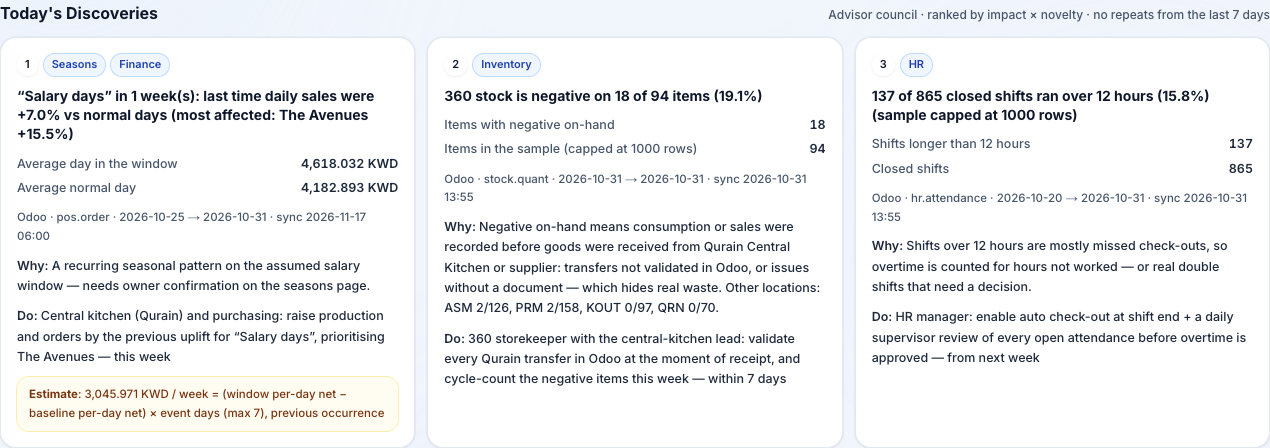 Today's Discoveries
Advisor council · ranked by impact × novelty · no repeats from the last 7 days
1 Seasons Finance
“Salary days” in 1 week(s): last time daily sales were
+7.0% vs normal days (most affected: The Avenues
+15.5%)
Average day in the window 4,618.032 KWD
Average normal day 4,182.893 KWD
Odoo · pos.order · 2026-10-25 → 2026-10-31 · sync 2026-11-17
06:00
Why: A recurring seasonal pattern on the assumed salary
window — needs owner confirmation on the seasons page.
Do: Central kitchen (Qurain) and purchasing: raise production
and orders by the previous uplift for “Salary days”, prioritising
The Avenues — this week
Estimate: 3,045.971 KWD / week = (window per-day net −
baseline per-day net) × event days (max 7), previous occurrence
2 Inventory
360 stock is negative on 18 of 94 items (19.1%)
Items with negative on-hand 18
Items in the sample (capped at 1000 rows) 94
Odoo · stock.quant · 2026-10-31 → 2026-10-31 · sync 2026-10-31
13:55
Why: Negative on-hand means consumption or sales were
recorded before goods were received from Qurain Central
Kitchen or supplier: transfers not validated in Odoo, or issues
without a document — which hides real waste. Other locations:
ASM 2/126, PRM 2/158, KOUT 0/97, QRN 0/70.
Do: 360 storekeeper with the central-kitchen lead: validate
every Qurain transfer in Odoo at the moment of receipt, and
cycle-count the negative items this week — within 7 days
3 HR
137 of 865 closed shifts ran over 12 hours (15.8%)
(sample capped at 1000 rows)
Shifts longer than 12 hours 137
Closed shifts 865
Odoo · hr.attendance · 2026-10-20 → 2026-10-31 · sync 2026-10-31
13:55
Why: Shifts over 12 hours are mostly missed check-outs, so
overtime is counted for hours not worked — or real double
shifts that need a decision.
Do: HR manager: enable auto check-out at shift end + a daily
supervisor review of every open attendance before overtime is
approved — from next week